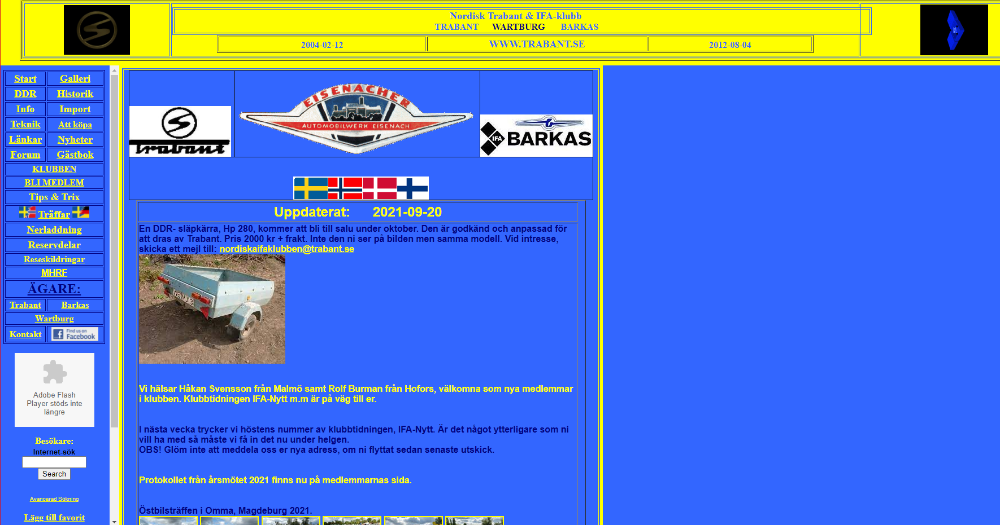 Nordisk Trabant & IFA-klubb
TRABANT WARTBURG BARKAS
2004-02-12 WWW.TRABANT.SE 2012-08-04
Start Galleri
DDR Historik
Info Import
Teknik Att köpa
Länkar Nyheter
Forum Gästbok
KLUBBEN
BLI MEDLEM
Tips & Trix
Träffar
Nerladdning
Reservdelar
Reseskildringar
MHRF
ÄGARE:
Trabant Barkas
Wartburg
Kontakt Find us on Facebook
Adobe Flash
Player stöds inte
längre
Besökare:
Internet-sök
Search
Avancerad Sökning
Lägg till favorit
Trabant
EISENACHER
AUTOMOBILWERK EISENACH
IFA BARKAS
Uppdaterat: 2021-09-20
En DDR- släpkärra, Hp 280, kommer att bli till salu under oktober. Den är godkänd och anpassad för
att dras av Trabant. Pris 2000 kr + frakt. Inte den ni ser på bilden men samma modell. Vid intresse,
skicka ett mejl till: nordiskaifaklubben@trabant.se
Vi hälsar Håkan Svensson från Malmö samt Rolf Burman från Hofors, välkomna som nya medlemmar
i klubben. Klubbtidningen IFA-Nytt m.m är på väg till er.
I nästa vecka trycker vi höstens nummer av klubbtidningen, IFA-Nytt. Är det något ytterligare som ni
vill ha med så måste vi få in det nu under helgen.
OBS! Glöm inte att meddela oss er nya adress, om ni flyttat sedan senaste utskick.
Protokollet från årsmötet 2021 finns nu på medlemmarnas sida.
Östbilsträffen i Omma, Magdeburg 2021.